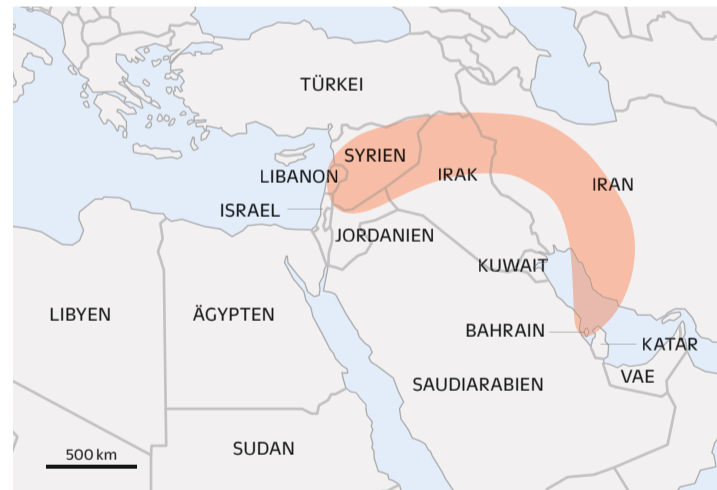 TÜRKEI
SYRIEN
LIBANON
IRAK
IRAN
ISRAEL
JORDANIEN
KUWAIT
LIBYEN
ÄGYPTEN
BAHRAIN
KATAR
VAE
SAUDIARABIEN
SUDAN
500 km